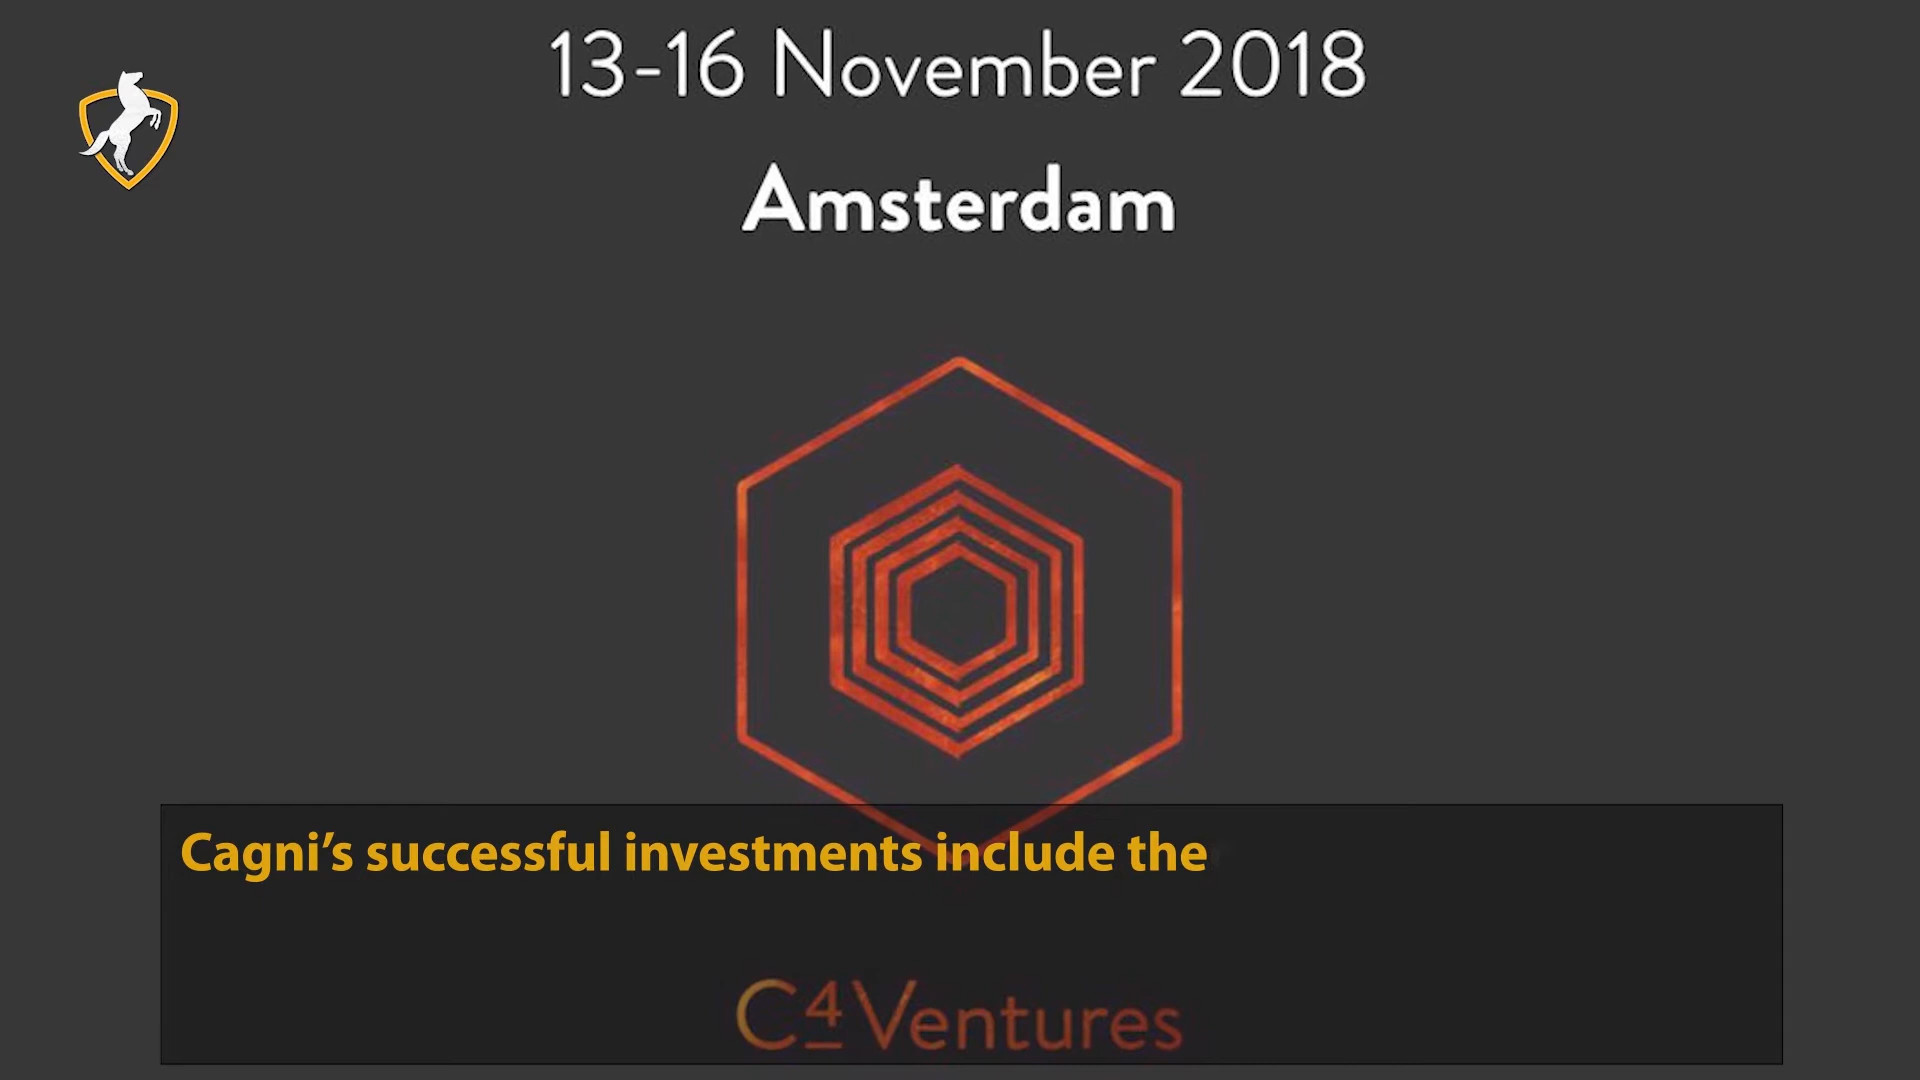 13-16 November 2018
Amsterdam
Cagni’s successful investments include the
C4Ventures